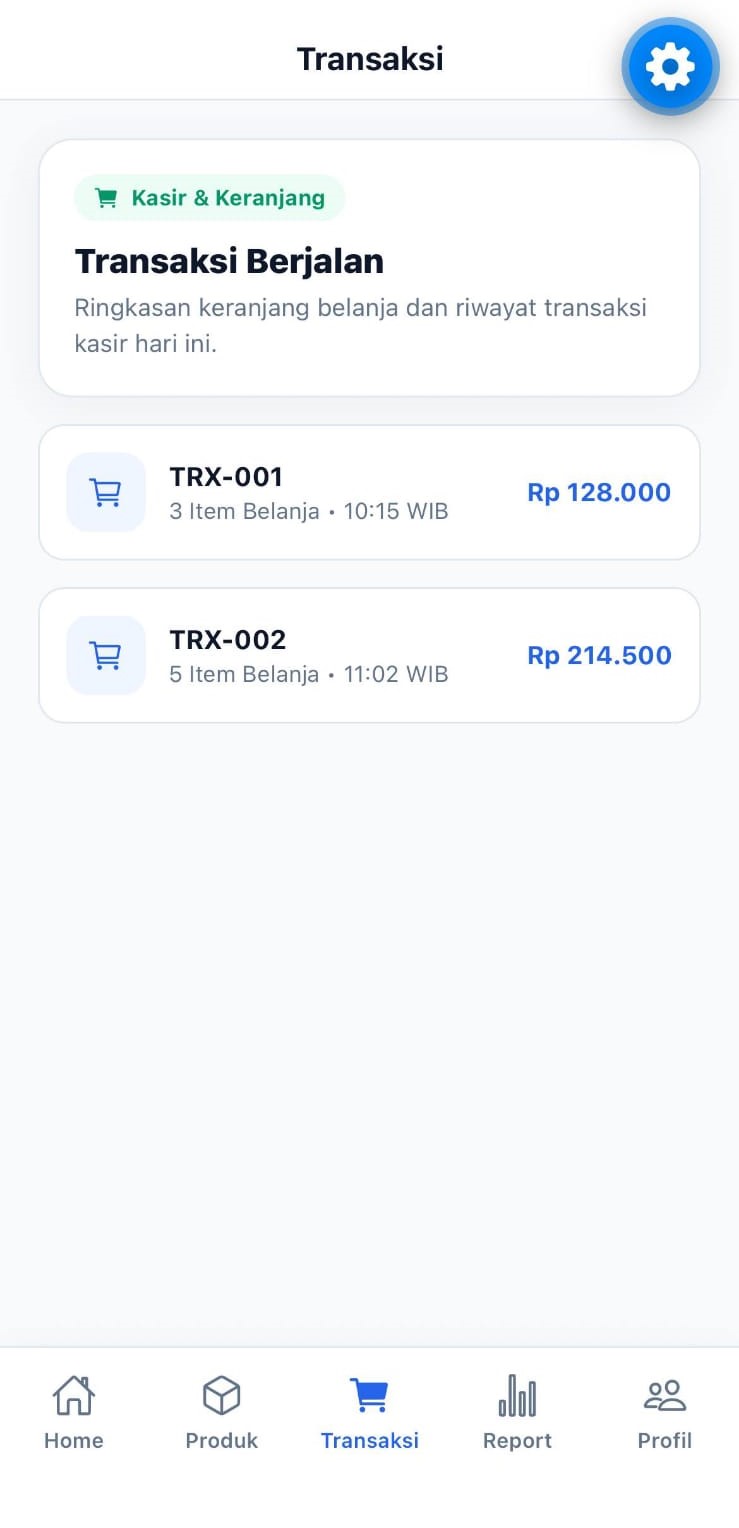 Transaksi
Kasir & Keranjang
Transaksi Berjalan
Ringkasan keranjang belanja dan riwayat transaksi
kasir hari ini.
TRX-001
3 Item Belanja • 10:15 WIB
Rp 128.000
TRX-002
5 Item Belanja • 11:02 WIB
Rp 214.500
Home
Produk
Transaksi
Report
Profil